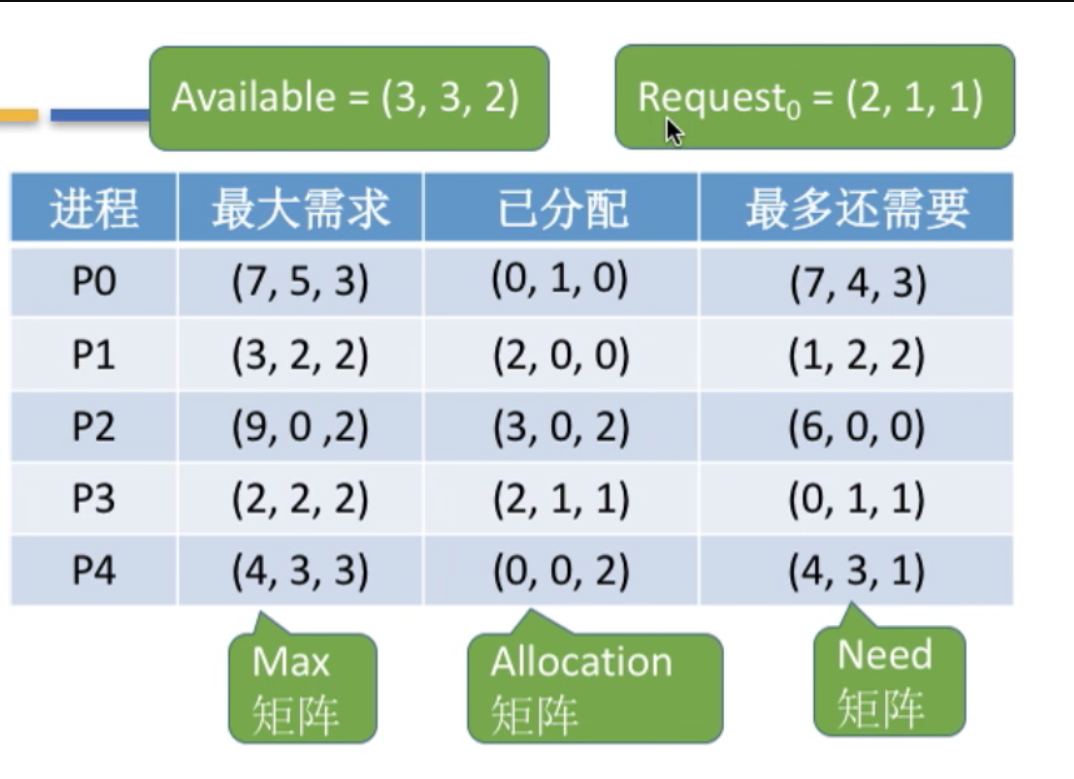 Available = (3, 3, 2)
Request₀ = (2, 1, 1)
进程 最大需求 已分配 最多还需要
P0 (7, 5, 3) (0, 1, 0) (7, 4, 3)
P1 (3, 2, 2) (2, 0, 0) (1, 2, 2)
P2 (9, 0 ,2) (3, 0, 2) (6, 0, 0)
P3 (2, 2, 2) (2, 1, 1) (0, 1, 1)
P4 (4, 3, 3) (0, 0, 2) (4, 3, 1)
Max
矩阵
Allocation
矩阵
Need
矩阵